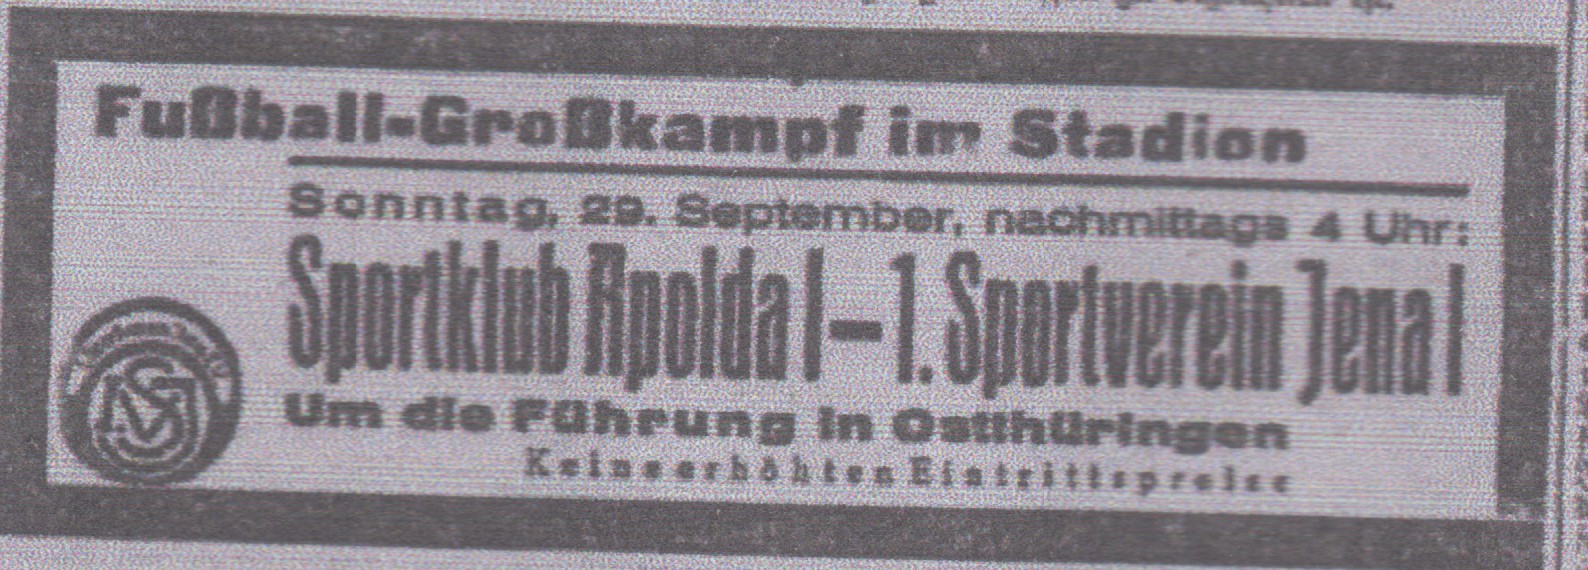 Fußball-Großkampf im Stadion
Sonntag, 29. September, nachmittags 4 Uhr:
Sportklub Apolda I – 1. Sportverein Jena I
Um die Führung in Ostthüringen
Keine erhöhten Eintrittspreise